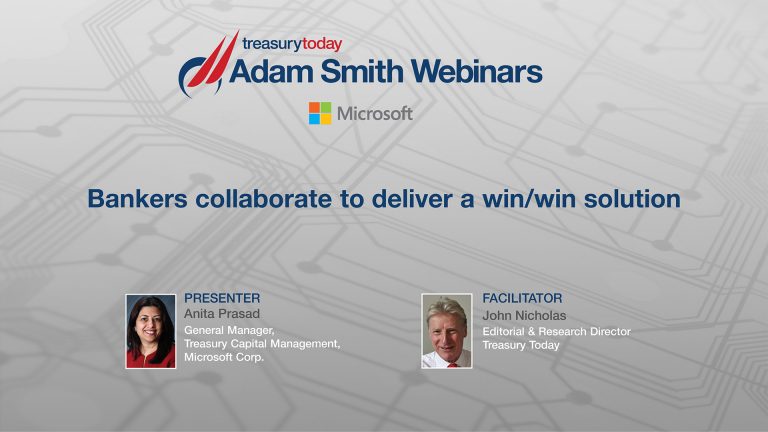 treasurytoday
Adam Smith Webinars
Microsoft
Bankers collaborate to deliver a win/win solution
PRESENTER
Anita Prasad
General Manager,
Treasury Capital Management,
Microsoft Corp.
FACILITATOR
John Nicholas
Editorial & Research Director
Treasury Today